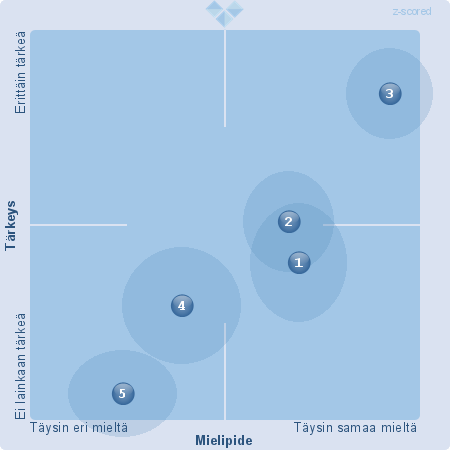 z-scored
Erittäin tärkeä
3
Tärkeys
2
1
4
Ei lainkaan tärkeä
5
Täysin eri mieltä
Täysin samaa mieltä
Mielipide